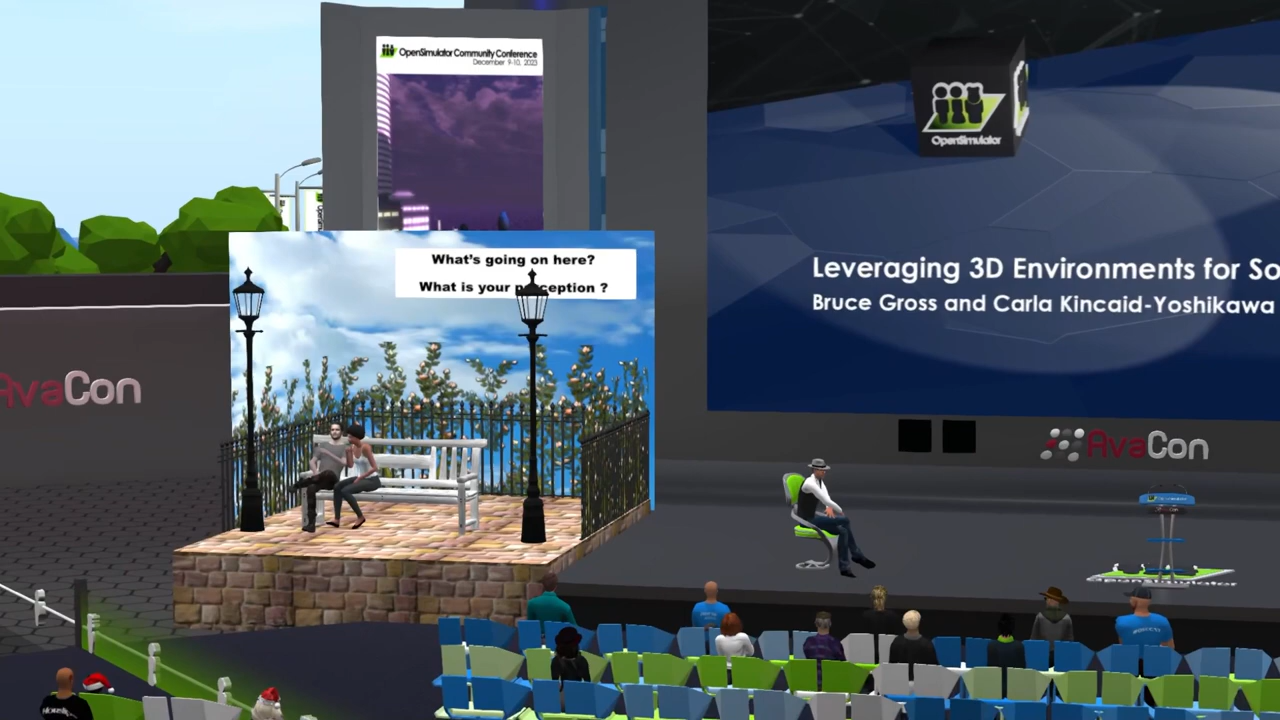 OpenSimulator Community Conference
December 9-10, 2023
OpenSimulator
What's going on here?
What is your perception ?
Leveraging 3D Environments for So
Bruce Gross and Carla Kincaid-Yoshikawa
AvaCon
AvaCon
OpenSimulator